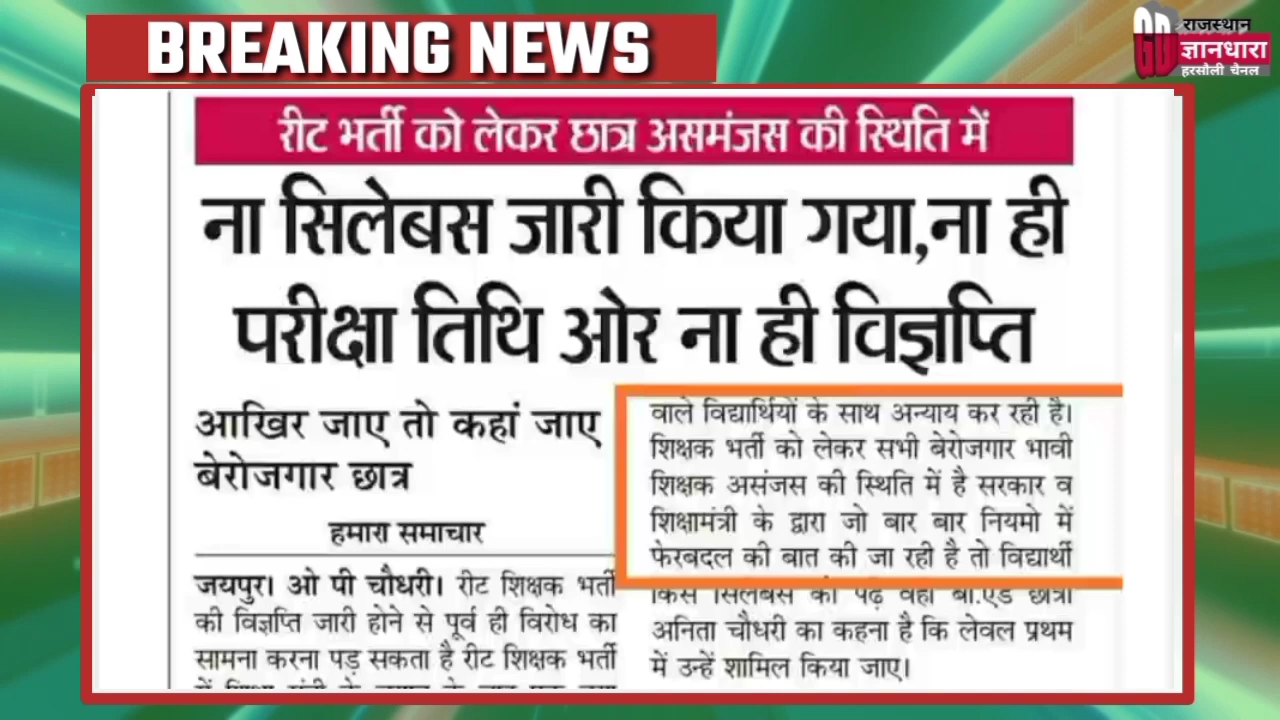 BREAKING NEWS
GD
राजस्थान
ज्ञानधारा
हरसौली चैनल
रीट भर्ती को लेकर छात्र असमंजस की स्थिति में
ना सिलेबस जारी किया गया,ना ही
परीक्षा तिथि ओर ना ही विज्ञप्ति
आखिर जाए तो कहां जाए
बेरोजगार छात्र
हमारा समाचार
जयपुर। ओ पी चौधरी। रीट शिक्षक भर्ती
की विज्ञप्ति जारी होने से पूर्व ही विरोध का
सामना करना पड़ सकता है रीट शिक्षक भर्ती
वाले विद्यार्थियों के साथ अन्याय कर रही है।
शिक्षक भर्ती को लेकर सभी बेरोजगार भावी
शिक्षक असंजस की स्थिति में है सरकार व
शिक्षामंत्री के द्वारा जो बार बार नियमो में
फेरबदल की बात की जा रही है तो विद्यार्थी
किस सिलेबस को पढ़े वही बी.एड छात्रा
अनिता चौधरी का कहना है कि लेवल प्रथम
में उन्हें शामिल किया जाए।